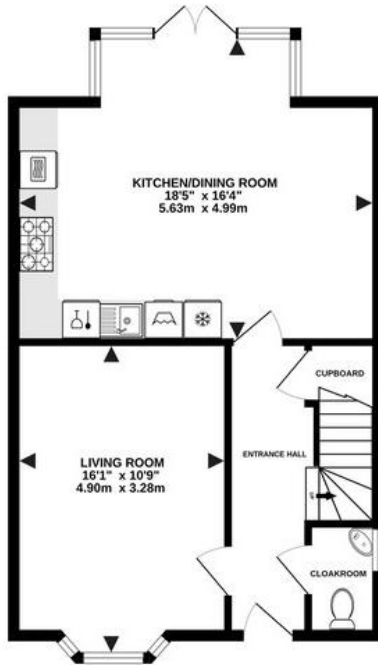 KITCHEN/DINING ROOM
18'5" x 16'4"
5.63m x 4.99m
CUPBOARD
ENTRANCE HALL
LIVING ROOM
16'1" x 10'9"
4.90m x 3.28m
UP
CLOAKROOM